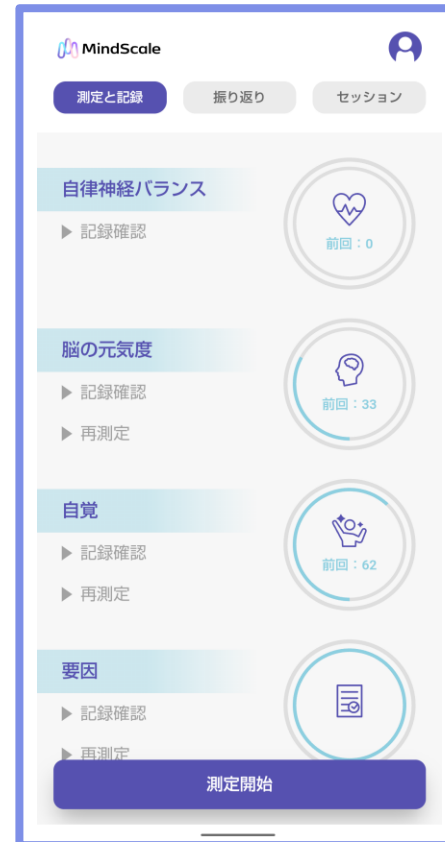 MindScale
測定と記録
振り返り
セッション
自律神経バランス
▶ 記録確認
前回：0
脳の元気度
▶ 記録確認
▶ 再測定
前回：33
自覚
▶ 記録確認
▶ 再測定
前回：62
要因
▶ 記録確認
▶ 再測定
測定開始